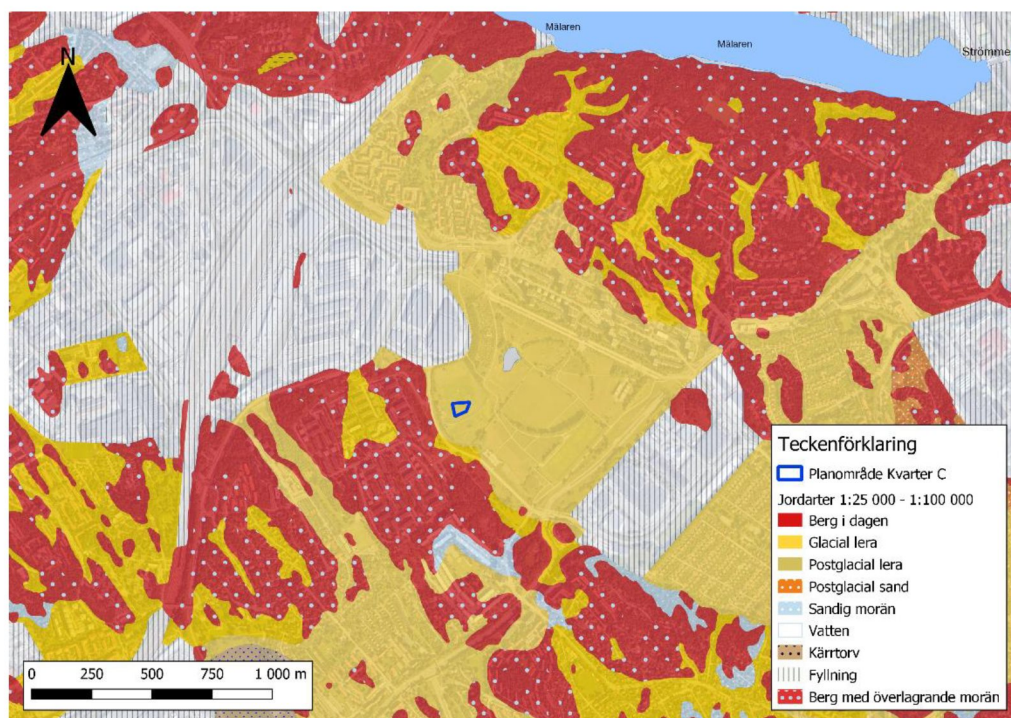 Mälaren
Mälaren
Strömme
N
Teckenförklaring
Planområde Kvarter C
Jordarter 1:25 000 - 1:100 000
Berg i dagen
Glacial lera
Postglacial lera
Postglacial sand
Sandig morän
Vatten
Kärrtorv
Fyllning
Berg med överlagrande morän
0 250 500 750 1 000 m